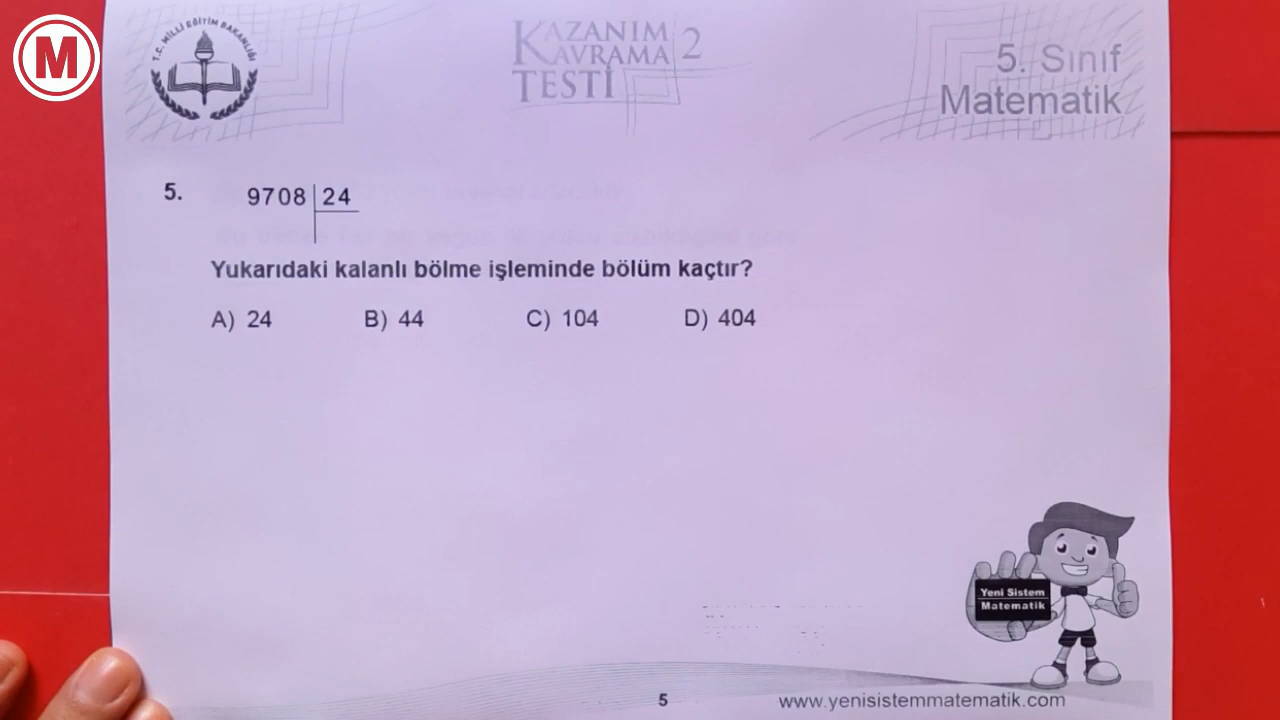 M
T.C. MİLLÎ EĞİTİM BAKANLIĞI
KAZANIM
KAVRAMA 2
TESTİ
5. Sınıf
Matematik
5. 9708 24
Yukarıdaki kalanlı bölme işleminde bölüm kaçtır?
A) 24 B) 44 C) 104 D) 404
Yeni Sistem
Matematik
5 www.yenisistemmatematik.com